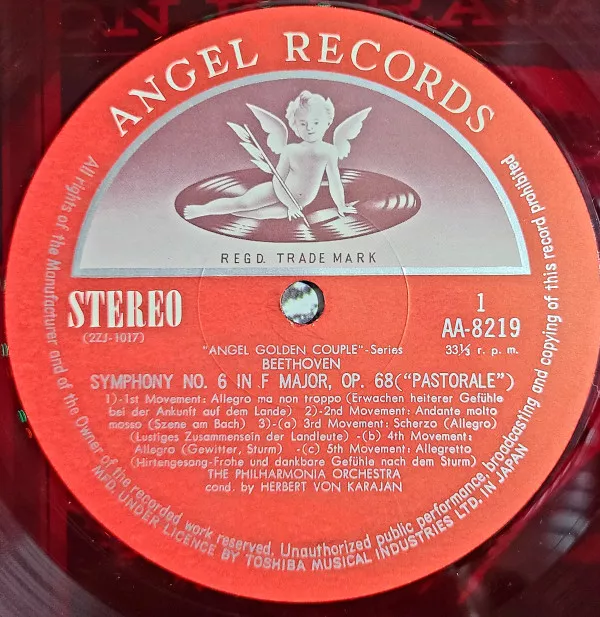 ANGEL RECORDS
REGD. TRADE MARK
STEREO
(2ZJ-1017)
1
AA-8219
33⅓ r. p. m.
"ANGEL GOLDEN COUPLE"-Series
BEETHOVEN
SYMPHONY NO. 6 IN F MAJOR, OP. 68("PASTORALE")
1)-1st Movement: Allegro ma non troppo (Erwachen heiterer Gefühle
bei der Ankunft auf dem Lande) 2)-2nd Movement: Andante molto
mosso (Szene am Bach) 3)-(a) 3rd Movement: Scherzo (Allegro)
(Lustiges Zusammensein der Landleute) -(b) 4th Movement:
Allegro (Gewitter, Sturm) -(c) 5th Movement: Allegretto
(Hirtengesang-Frohe und dankbare Gefühle nach dem Sturm)
THE PHILHARMONIA ORCHESTRA
cond. by HERBERT VON KARAJAN
All rights of the Manufacturer and of the Owner of the recorded work reserved. Unauthorized public performance, broadcasting and copying of this record prohibited
MFD. UNDER LICENCE BY TOSHIBA MUSICAL INDUSTRIES LTD. IN JAPAN